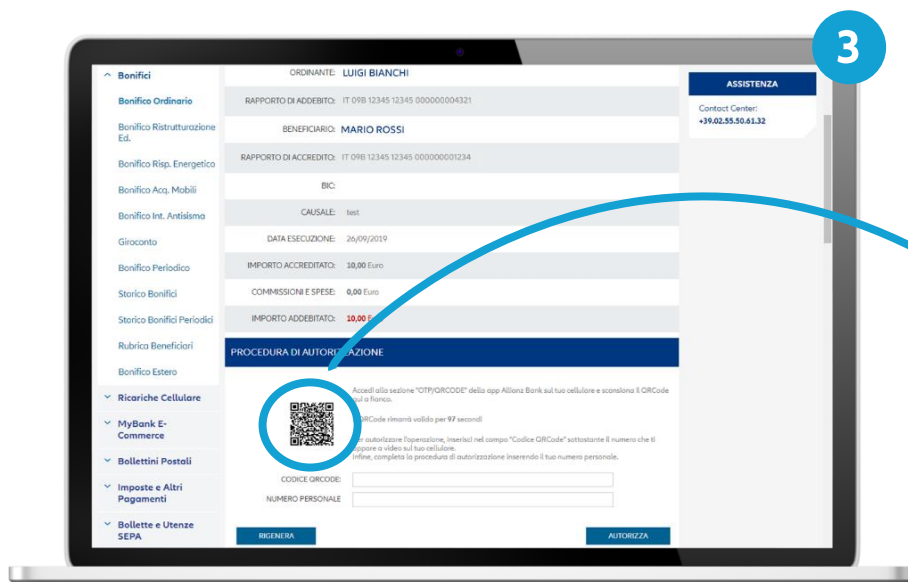 3
Bonifici
Bonifico Ordinario
Bonifico Ristrutturazione
Ed.
Bonifico Risp. Energetico
Bonifico Acq. Mobili
Bonifico Int. Antisisma
Giroconto
Bonifico Periodico
Storico Bonifici
Storico Bonifici Periodici
Rubrica Beneficiari
Bonifico Estero
Ricariche Cellulare
MyBank E-
Commerce
Bollettini Postali
Imposte e Altri
Pagamenti
Bollette e Utenze
SEPA
ORDINANTE: LUIGI BIANCHI
RAPPORTO DI ADDEBITO: IT 09B 12345 12345 000000004321
BENEFICIARIO: MARIO ROSSI
RAPPORTO DI ACCREDITO: IT 09B 12345 12345 000000001234
BIC:
CAUSALE: test
DATA ESECUZIONE: 26/09/2019
IMPORTO ACCREDITATO: 10,00 Euro
COMMISSIONI E SPESE: 0,00 Euro
IMPORTO ADDEBITATO: 10,00
PROCEDURA DI AUTORIZZAZIONE
Accedi alla sezione "OTP/QRCODE" della app Allianz Bank sul tuo cellulare e scansiona il QRCode
qui a fianco.
QRCode rimarrà valido per 97 secondi
per autorizzare l'operazione, inserisci nel campo "Codice QRCode" sottostante il numero che ti
appare a video sul tuo cellulare.
Infine, completa la procedura di autorizzazione inserendo il tuo numero personale.
CODICE QRCODE:
NUMERO PERSONALE
RIGENERA
AUTORIZZA
ASSISTENZA
Contact Center:
+39.02.55.50.61.32